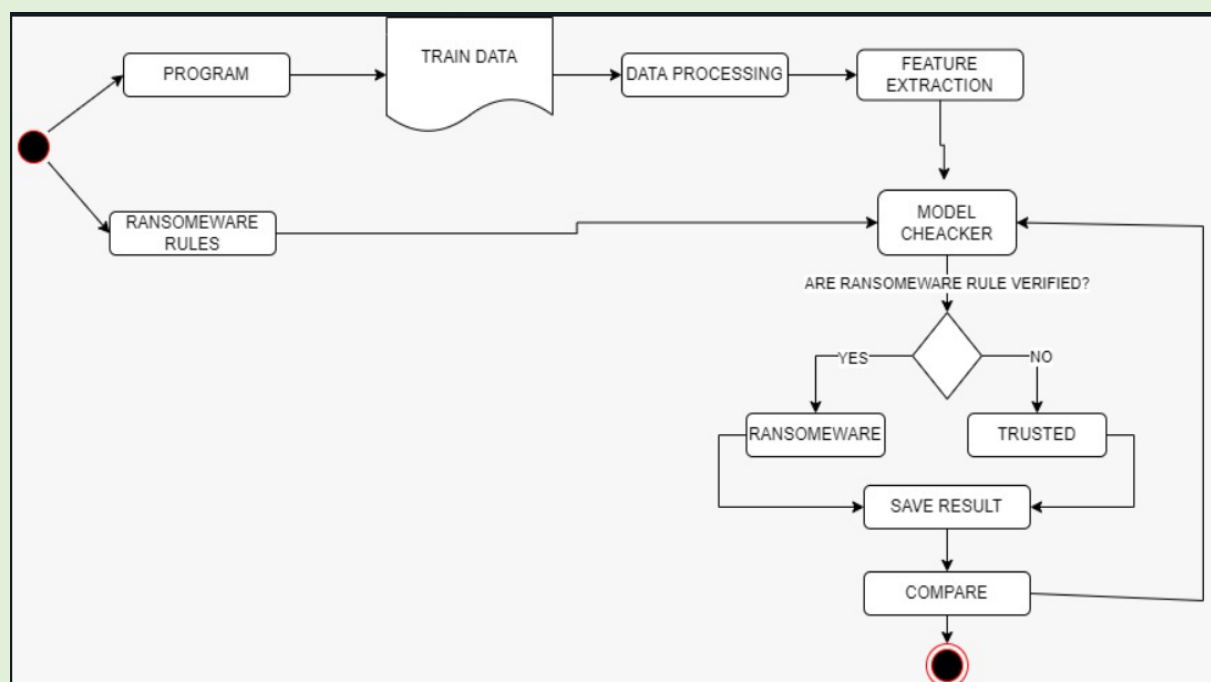 PROGRAM
TRAIN DATA
DATA PROCESSING
FEATURE
EXTRACTION
RANSOMEWARE
RULES
MODEL
CHEACKER
ARE RANSOMEWARE RULE VERIFIED?
YES
NO
RANSOMEWARE
TRUSTED
SAVE RESULT
COMPARE